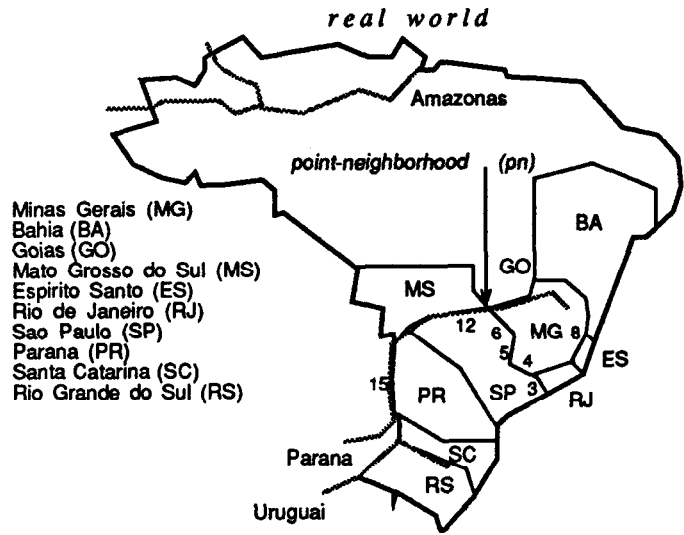 real world
Amazonas
point-neighborhood (pn)
Minas Gerais (MG)
Bahia (BA)
Goias (GO)
Mato Grosso do Sul (MS)
Espirito Santo (ES)
Rio de Janeiro (RJ)
Sao Paulo (SP)
Parana (PR)
Santa Catarina (SC)
Rio Grande do Sul (RS)
BA
GO
MS
12
6
MG
8
5
4
ES
15
PR
SP
3
RJ
Parana
SC
RS
Uruguai